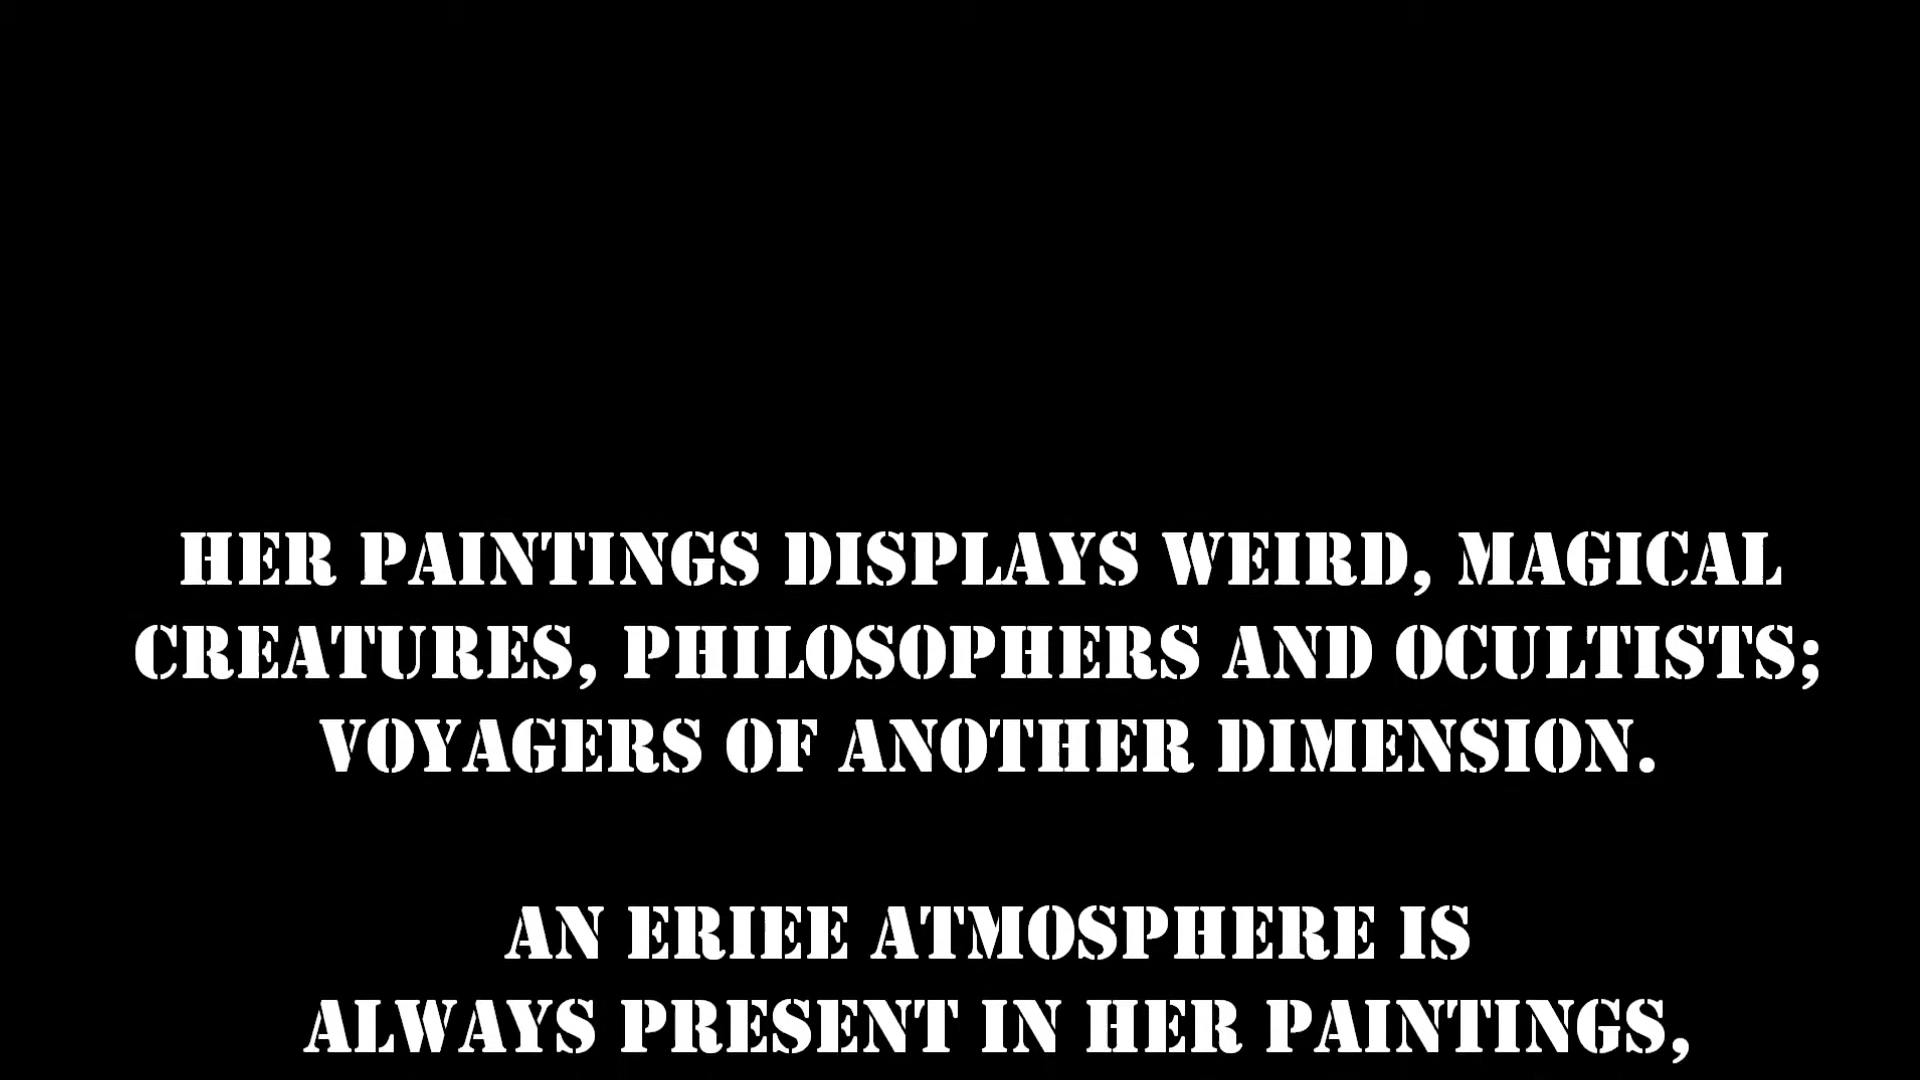 HER PAINTINGS DISPLAYS WEIRD, MAGICAL
CREATURES, PHILOSOPHERS AND OCULTISTS;
VOYAGERS OF ANOTHER DIMENSION.
AN ERIEE ATMOSPHERE IS
ALWAYS PRESENT IN HER PAINTINGS,